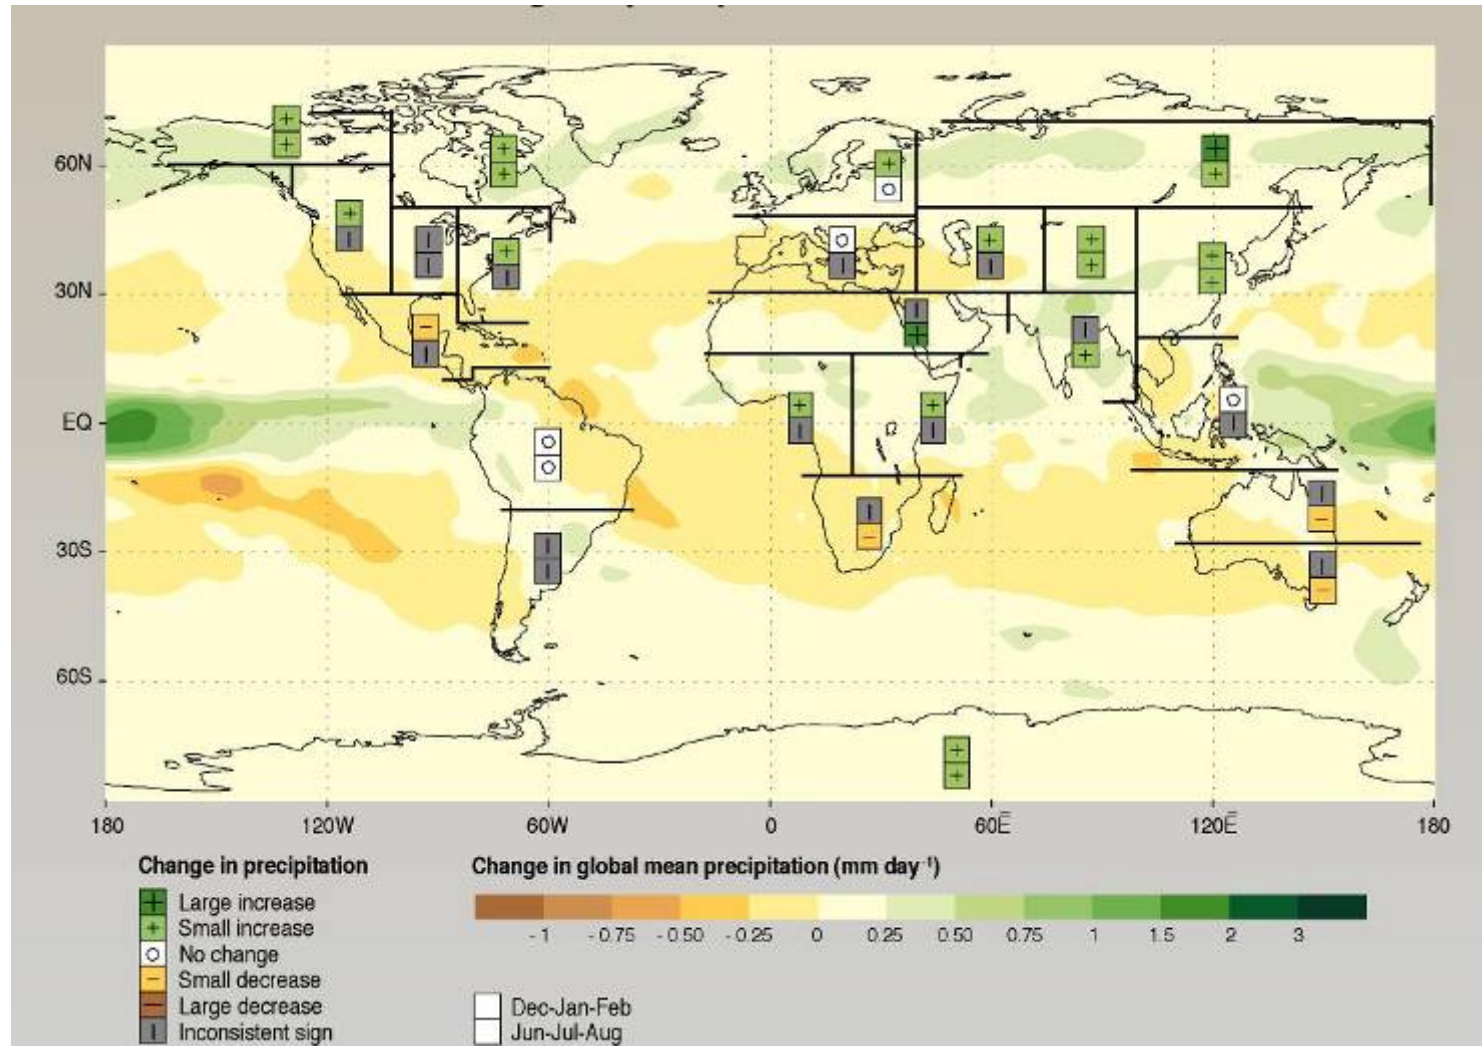 60N
30N
EQ
30S
60S
180 120W 60W 0 60E 120E 180
Change in precipitation
Large increase
Small increase
No change
Small decrease
Large decrease
Inconsistent sign
Change in global mean precipitation (mm day⁻¹)
- 1 - 0.75 - 0.50 - 0.25 0 0.25 0.50 0.75 1 1.5 2 3
Dec-Jan-Feb
Jun-Jul-Aug